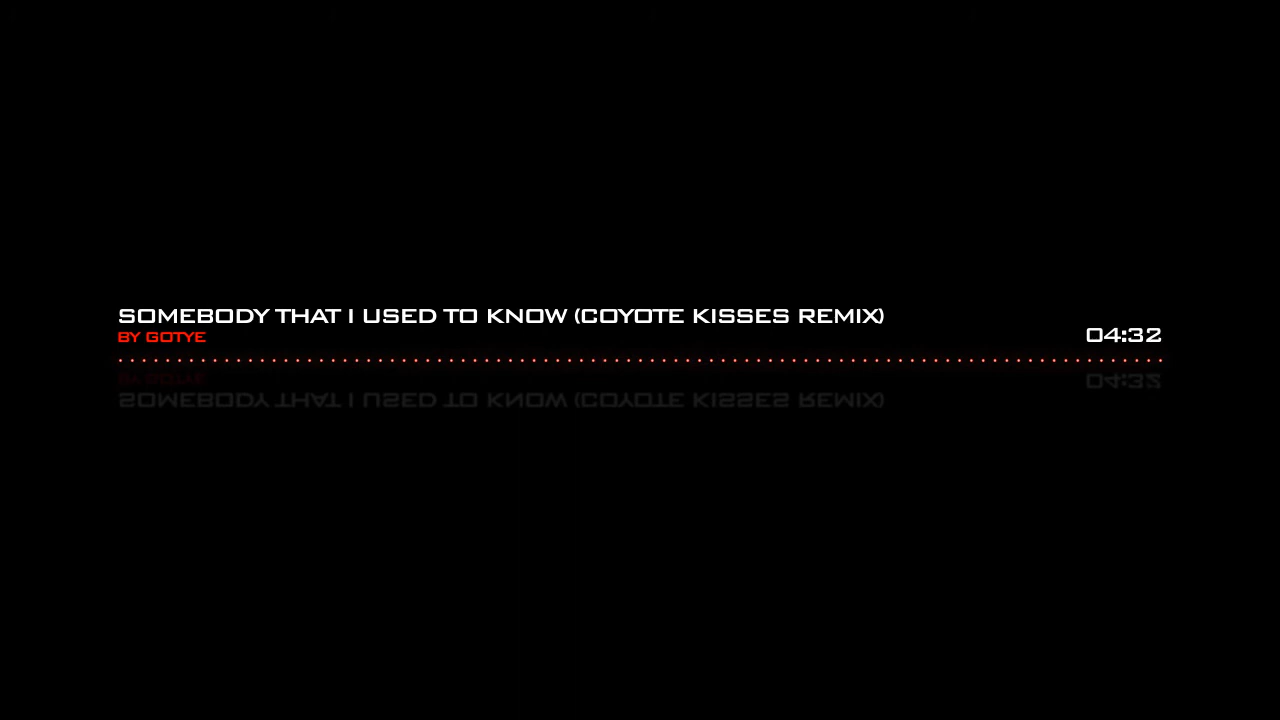 SOMEBODY THAT I USED TO KNOW (COYOTE KISSES REMIX)
BY GOTYE
04:32